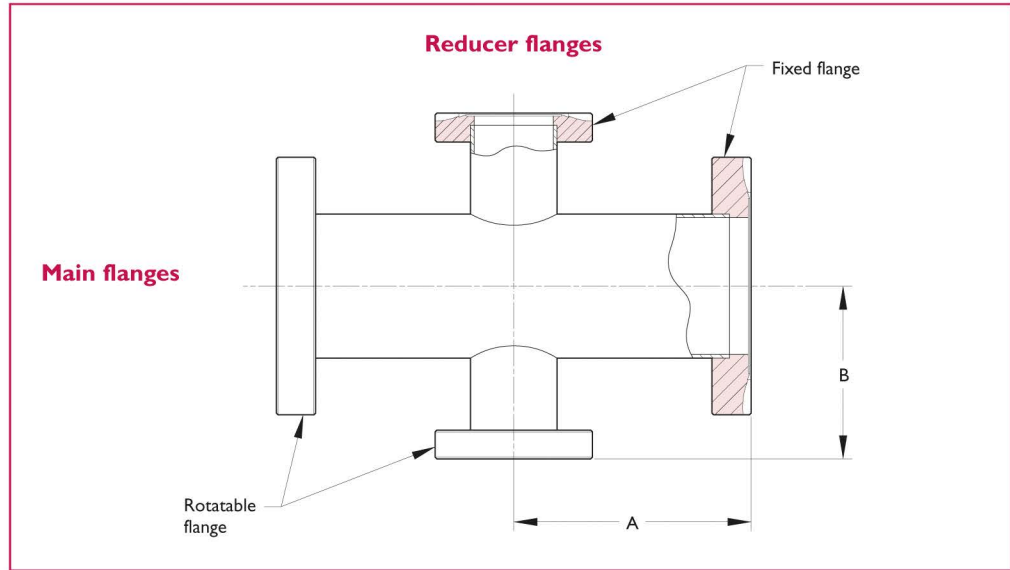 Reducer flanges
Fixed flange
Main flanges
B
Rotatable
flange
A